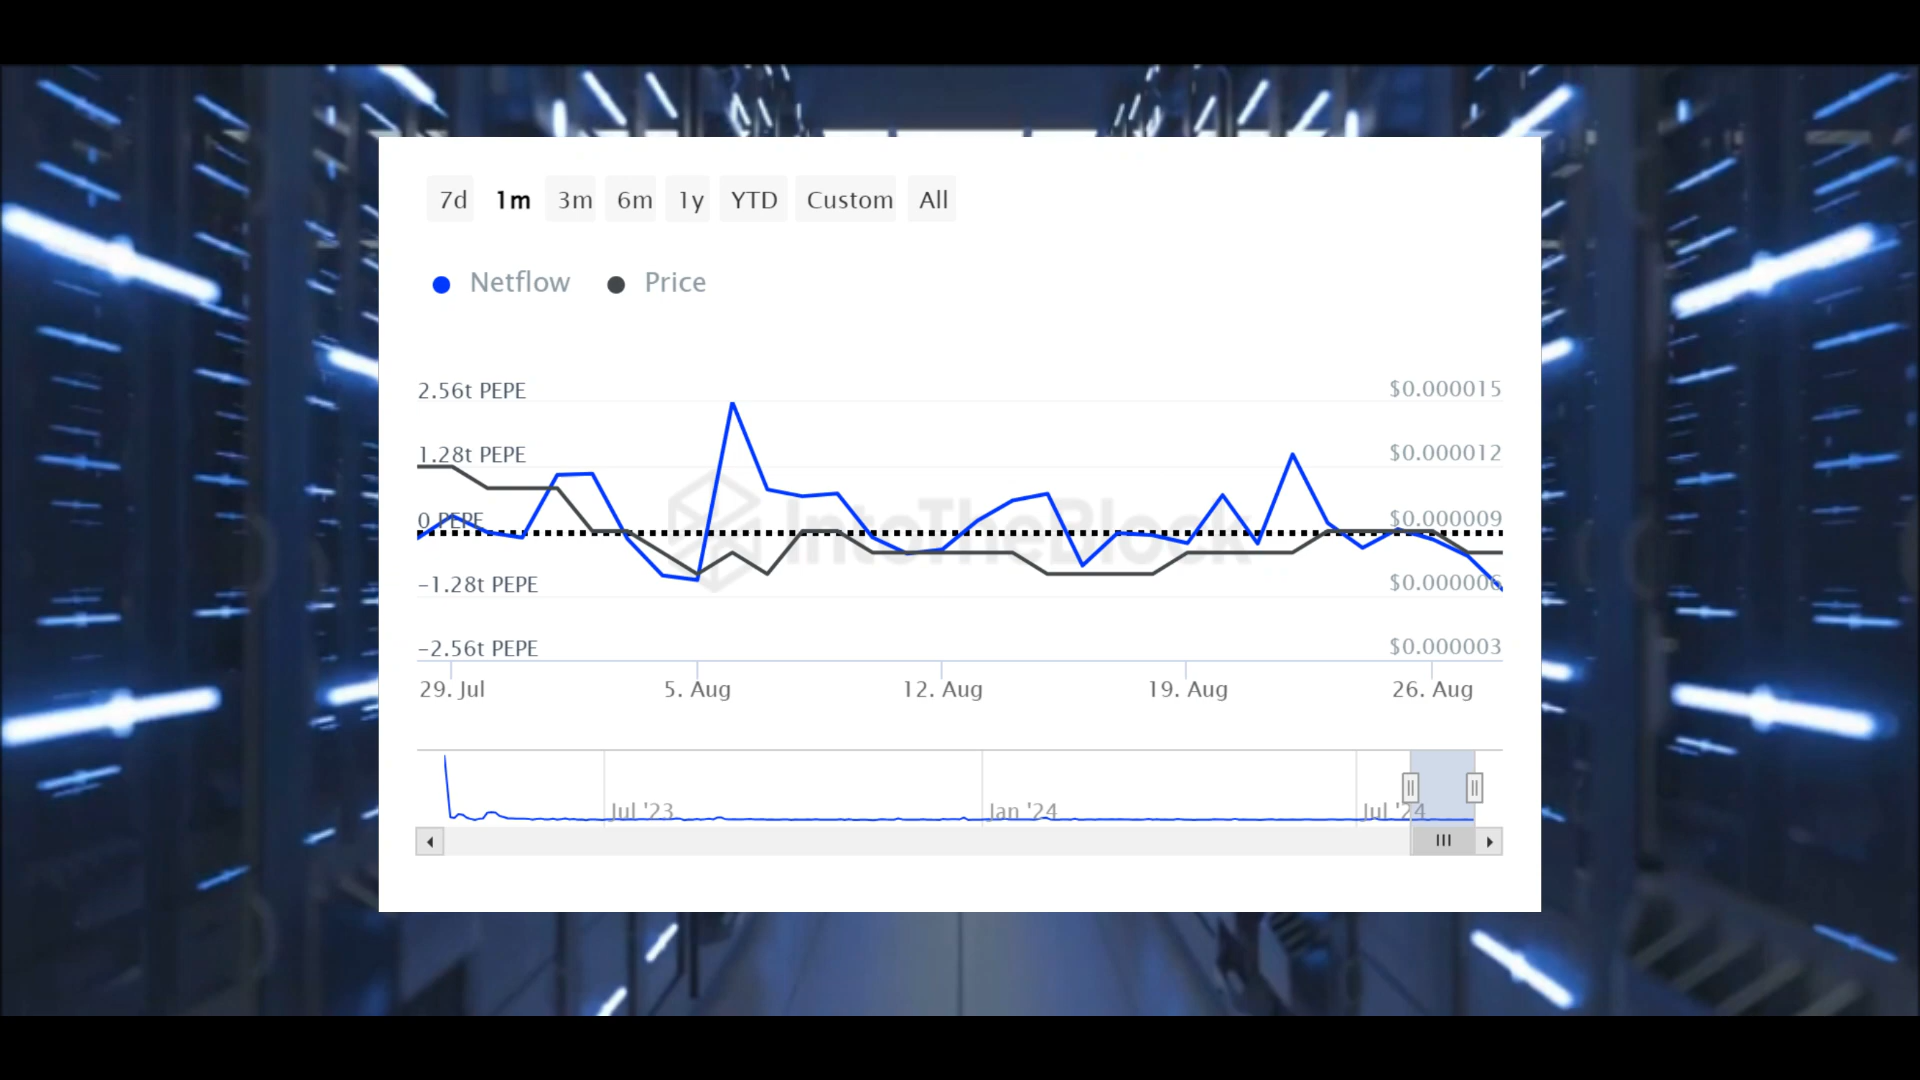 7d 1m 3m 6m 1y YTD Custom All
Netflow Price
2.56t PEPE $0.000015
1.28t PEPE $0.000012
0 PEPE $0.000009
−1.28t PEPE $0.000006
−2.56t PEPE $0.000003
IntoTheBlock
29. Jul 5. Aug 12. Aug 19. Aug 26. Aug
Jul '23 Jan '24 Jul '24